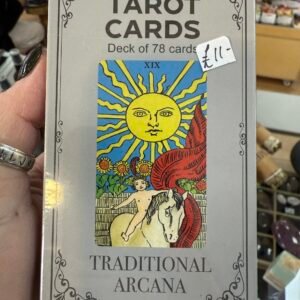 TAROT
CARDS
Deck of 78 cards
£11-
XIX
TRADITIONAL
ARCANA